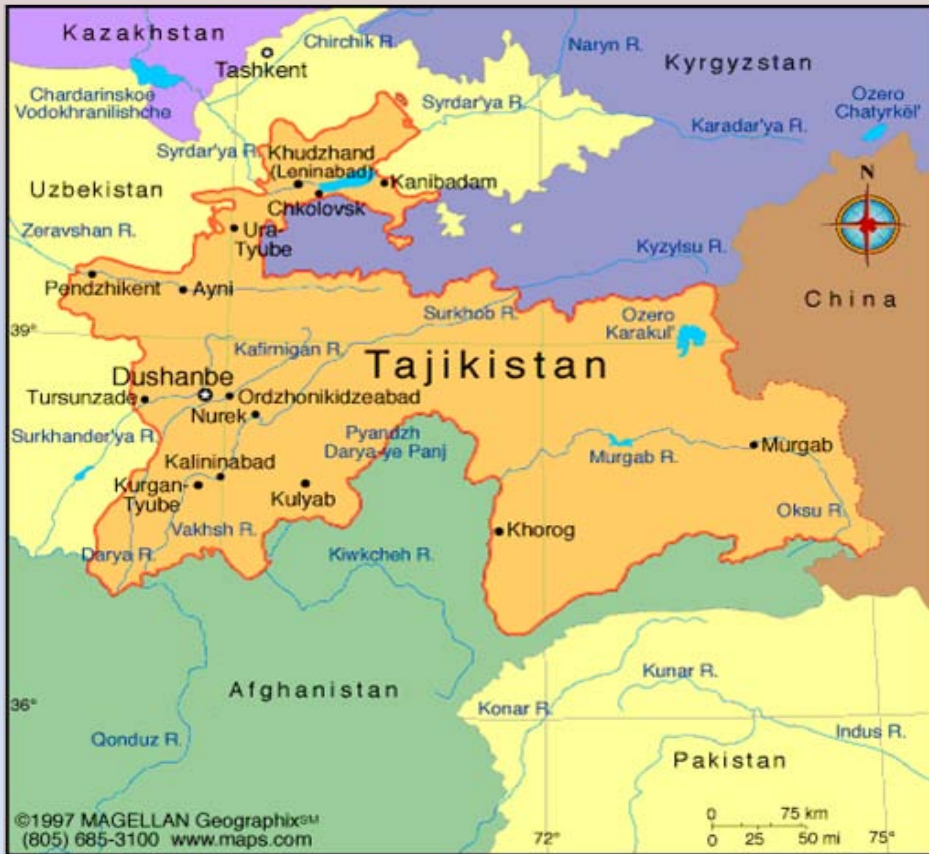 Kazakhstan
Chirchik R.
Naryn R.
Tashkent
Kyrgyzstan
Chardarinskoe
Vodokhranilishche
Syrdar'ya R.
Ozero
Chatyrkël'
Karadar'ya R.
Syrdar'ya R.
Khudzhand
(Leninabad)
N
Uzbekistan
Kanibadam
Chkolovsk
Zeravshan R.
Ura-
Tyube
Kyzylsu R.
Pendzhikent
Ayni
China
Surkhob R.
Ozero
Karakul'
39°
Kafirnigan R.
Tajikistan
Dushanbe
Tursunzade
Ordzhonikidzeabad
Nurek
Surkhander'ya R.
Pyandzh
Darya-ye Panj
Murgab
Murgab R.
Kalininabad
Kurgan-
Tyube
Kulyab
Oksu R.
Vakhsh R.
Khorog
Darya R.
Kiwkcheh R.
Kunar R.
Afghanistan
36°
Konar R.
Indus R.
Qonduz R.
Pakistan
©1997 MAGELLAN Geographix℠
(805) 685-3100 www.maps.com
0 75 km
0 25 50 mi
72°
75°